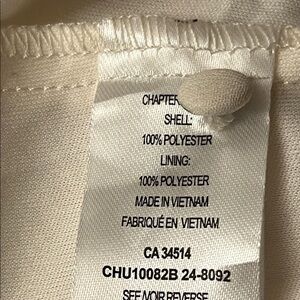 CHAPTER
SHELL:
100% POLYESTER
LINING:
100% POLYESTER
MADE IN VIETNAM
FABRIQUÉ EN VIETNAM
CA 34514
CHU10082B 24-8092
SEE/VOIR REVERSE